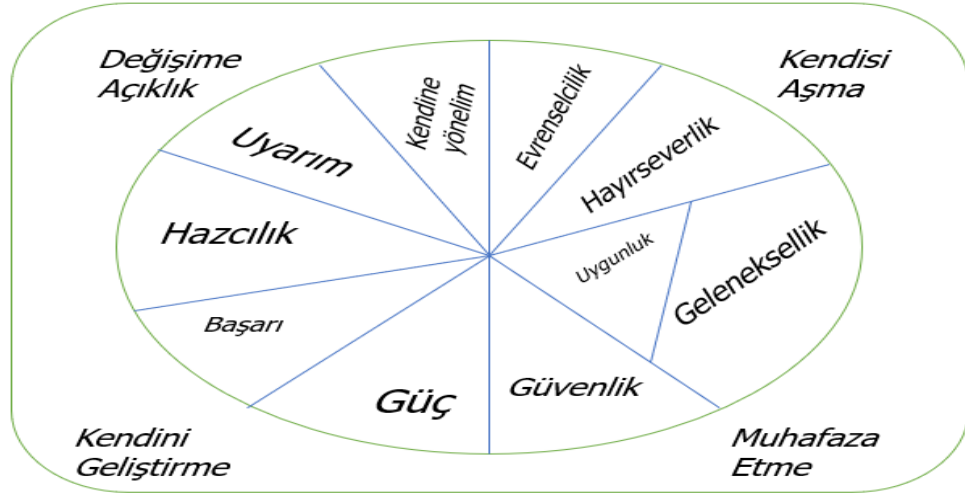 Değişime
Açıklık
Kendisi
Aşma
Kendine
yönelim
Evrenselcilik
Uyarım
Hayırseverlik
Hazcılık
Uygunluk
Geleneksellik
Başarı
Güç
Güvenlik
Kendini
Geliştirme
Muhafaza
Etme